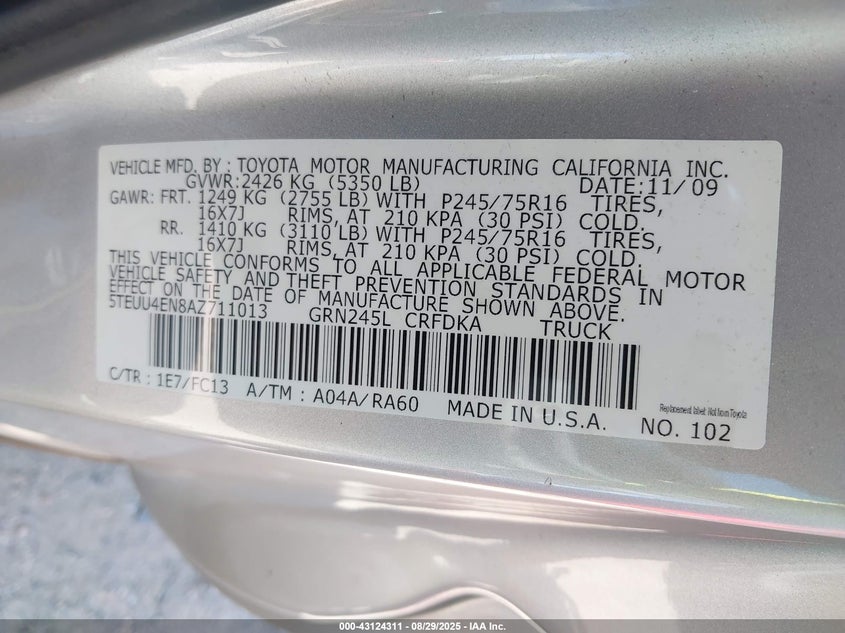 VEHICLE MFD. BY : TOYOTA MOTOR MANUFACTURING CALIFORNIA INC.
GVWR:2426 KG (5350 LB) DATE:11/09
GAWR: FRT. 1249 KG (2755 LB) WITH P245/75R16 TIRES,
16X7J RIMS, AT 210 KPA (30 PSI) COLD.
RR. 1410 KG (3110 LB) WITH P245/75R16 TIRES,
16X7J RIMS, AT 210 KPA (30 PSI) COLD.
THIS VEHICLE CONFORMS TO ALL APPLICABLE FEDERAL MOTOR
VEHICLE SAFETY AND THEFT PREVENTION STANDARDS IN
EFFECT ON THE DATE OF MANUFACTURE SHOWN ABOVE.
5TEUU4EN8AZ711013 GRN245L CRFDKA TRUCK
C/TR : 1E7/FC13 A/TM : A04A/RA60 MADE IN U.S.A. NO. 102
Replacement label: Not from Toyota
000-43124311 - 08/29/2025 - IAA Inc.